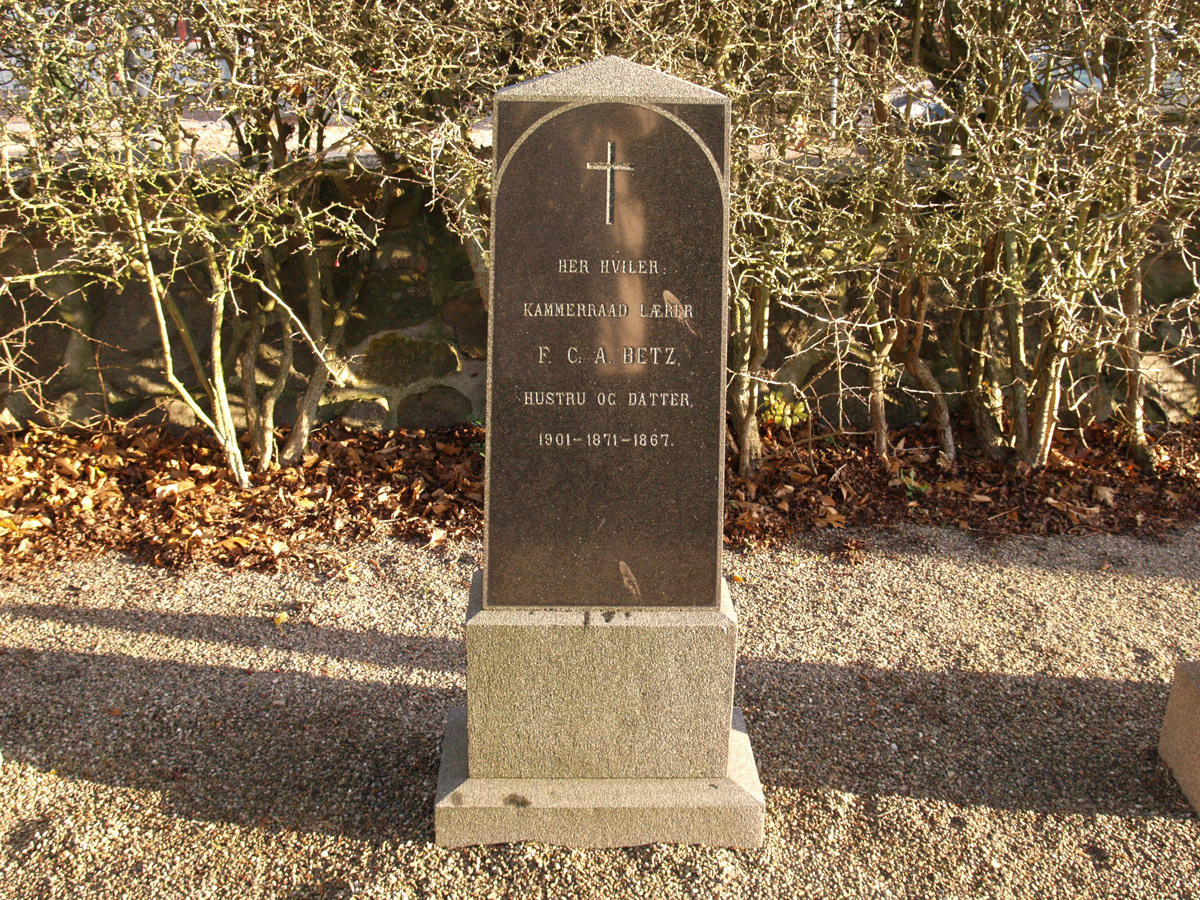 HER HVILER:
KAMMERRAAD LÆRER
F. C. A. BETZ,
HUSTRU OG DATTER,
1901-1871-1867.